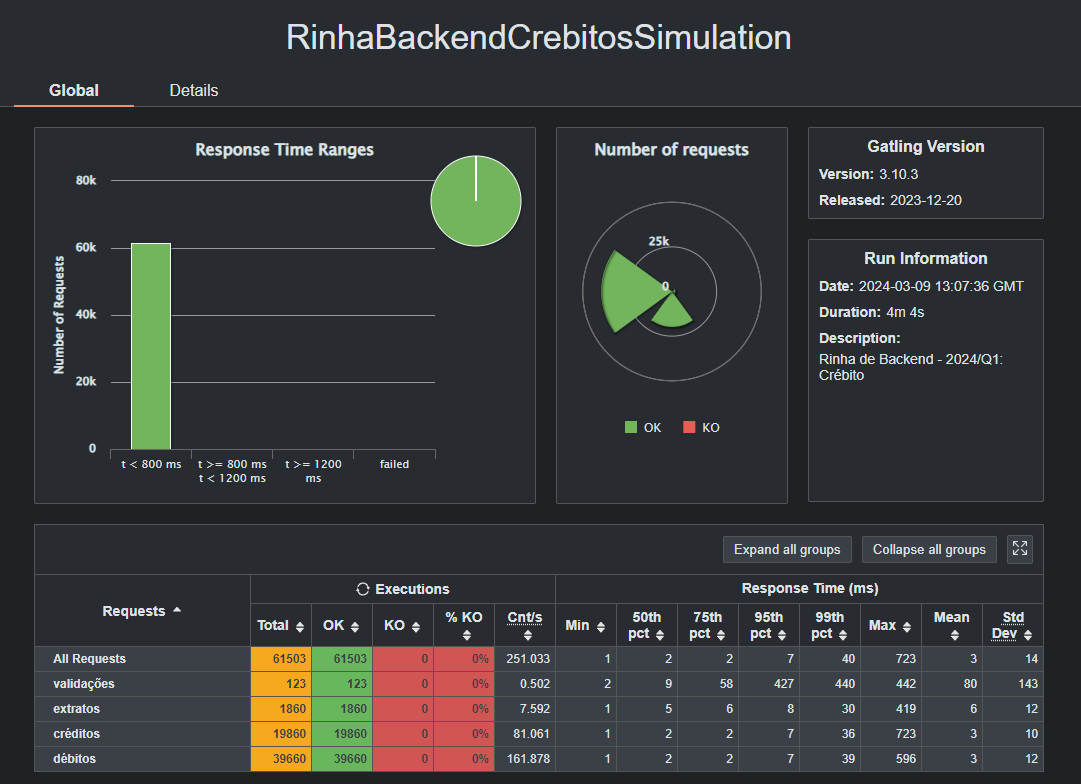 RinhaBackendCrebitosSimulation
Global Details
Response Time Ranges
80k
60k
40k
20k
0
Number of Requests
t < 800 ms
t >= 800 ms
t < 1200 ms
t >= 1200
ms
failed
Number of requests
25k
0
OK KO
Gatling Version
Version: 3.10.3
Released: 2023-12-20
Run Information
Date: 2024-03-09 13:07:36 GMT
Duration: 4m 4s
Description:
Rinha de Backend - 2024/Q1:
Crébito
Expand all groups Collapse all groups
Requests Executions Response Time (ms)
Total OK KO % KO Cnt/s Min 50th pct 75th pct 95th pct 99th pct Max Mean Std Dev
All Requests 61503 61503 0 0% 251.033 1 2 2 7 40 723 3 14
validações 123 123 0 0% 0.502 2 9 58 427 440 442 80 143
extratos 1860 1860 0 0% 7.592 1 5 6 8 30 419 6 12
créditos 19860 19860 0 0% 81.061 1 2 2 7 36 723 3 10
débitos 39660 39660 0 0% 161.878 1 2 2 7 39 596 3 12